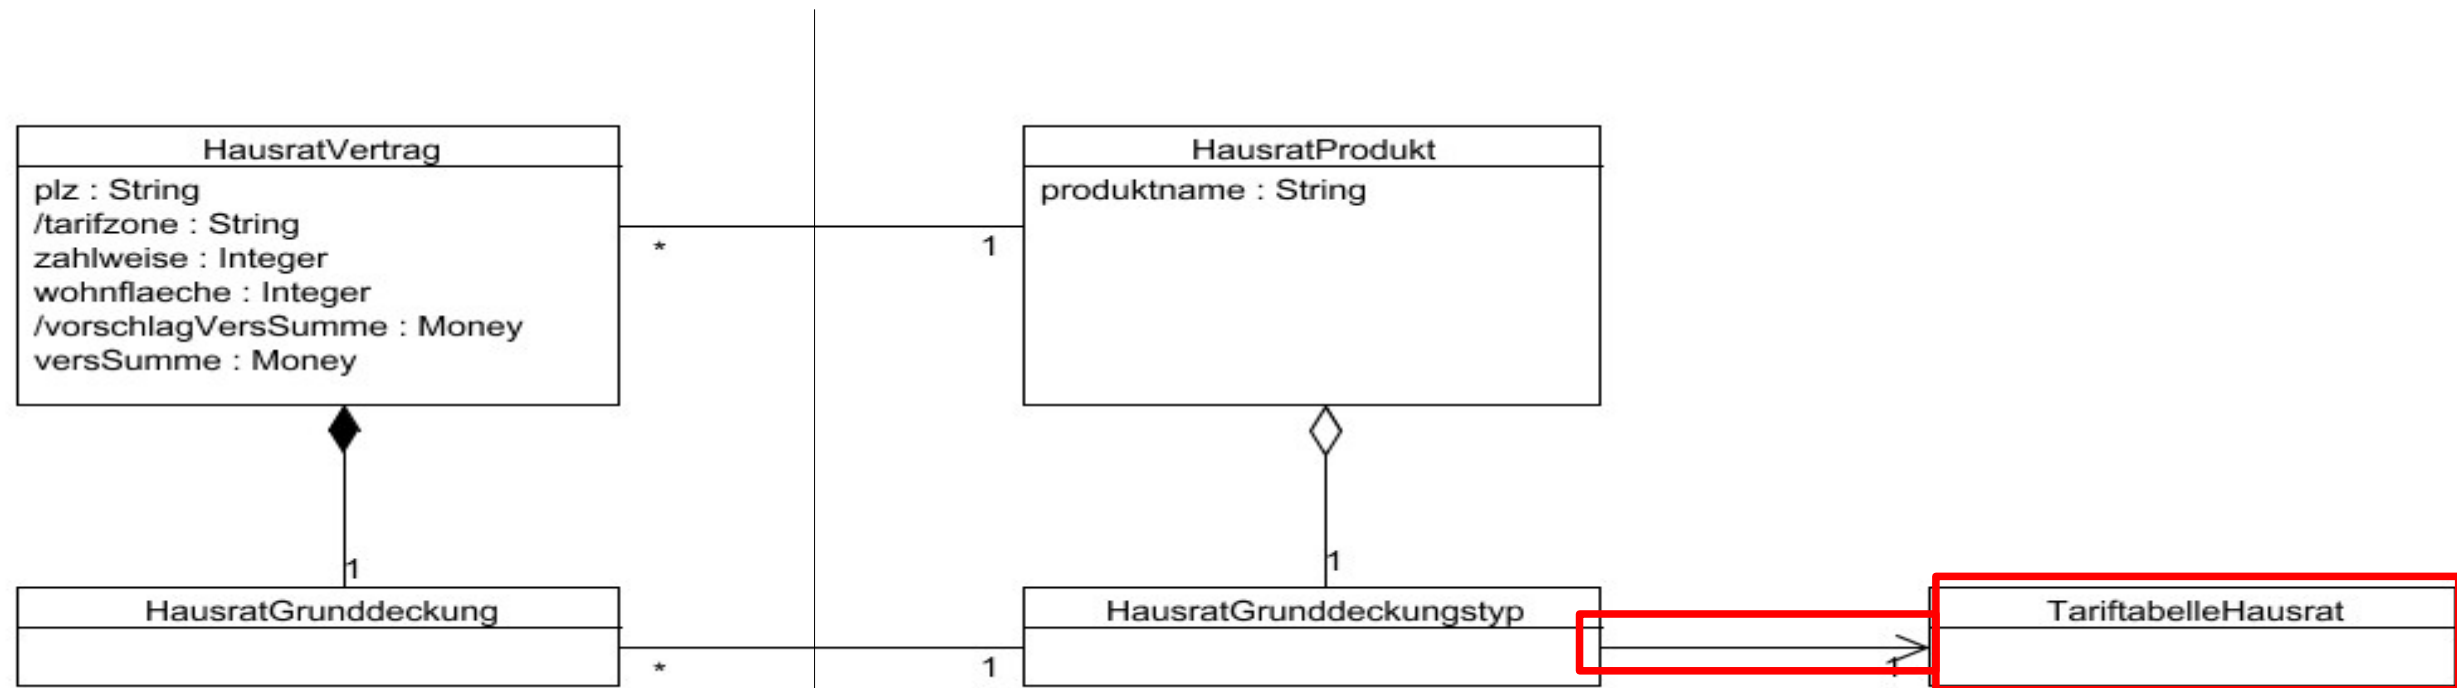 HausratVertrag
plz : String
/tarifzone : String
zahlweise : Integer
wohnflaeche : Integer
/vorschlagVersSumme : Money
versSumme : Money
*
1
HausratProdukt
produktname : String
1
1
HausratGrunddeckung
*
1
HausratGrunddeckungstyp
1
TariftabelleHausrat